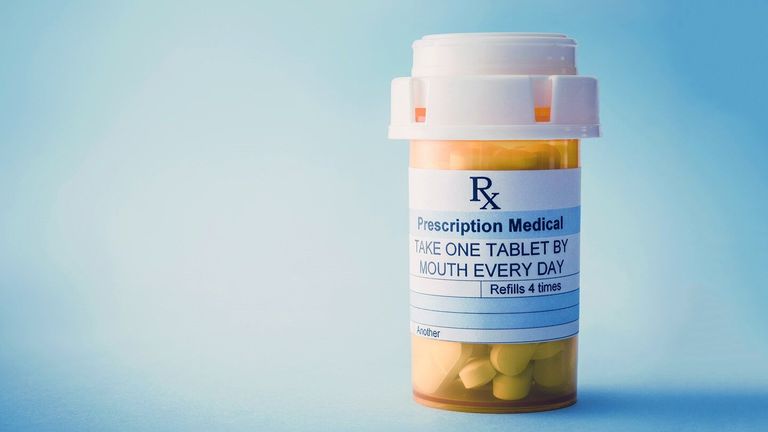 Rx
Prescription Medical
TAKE ONE TABLET BY
MOUTH EVERY DAY
Refills 4 times
Another